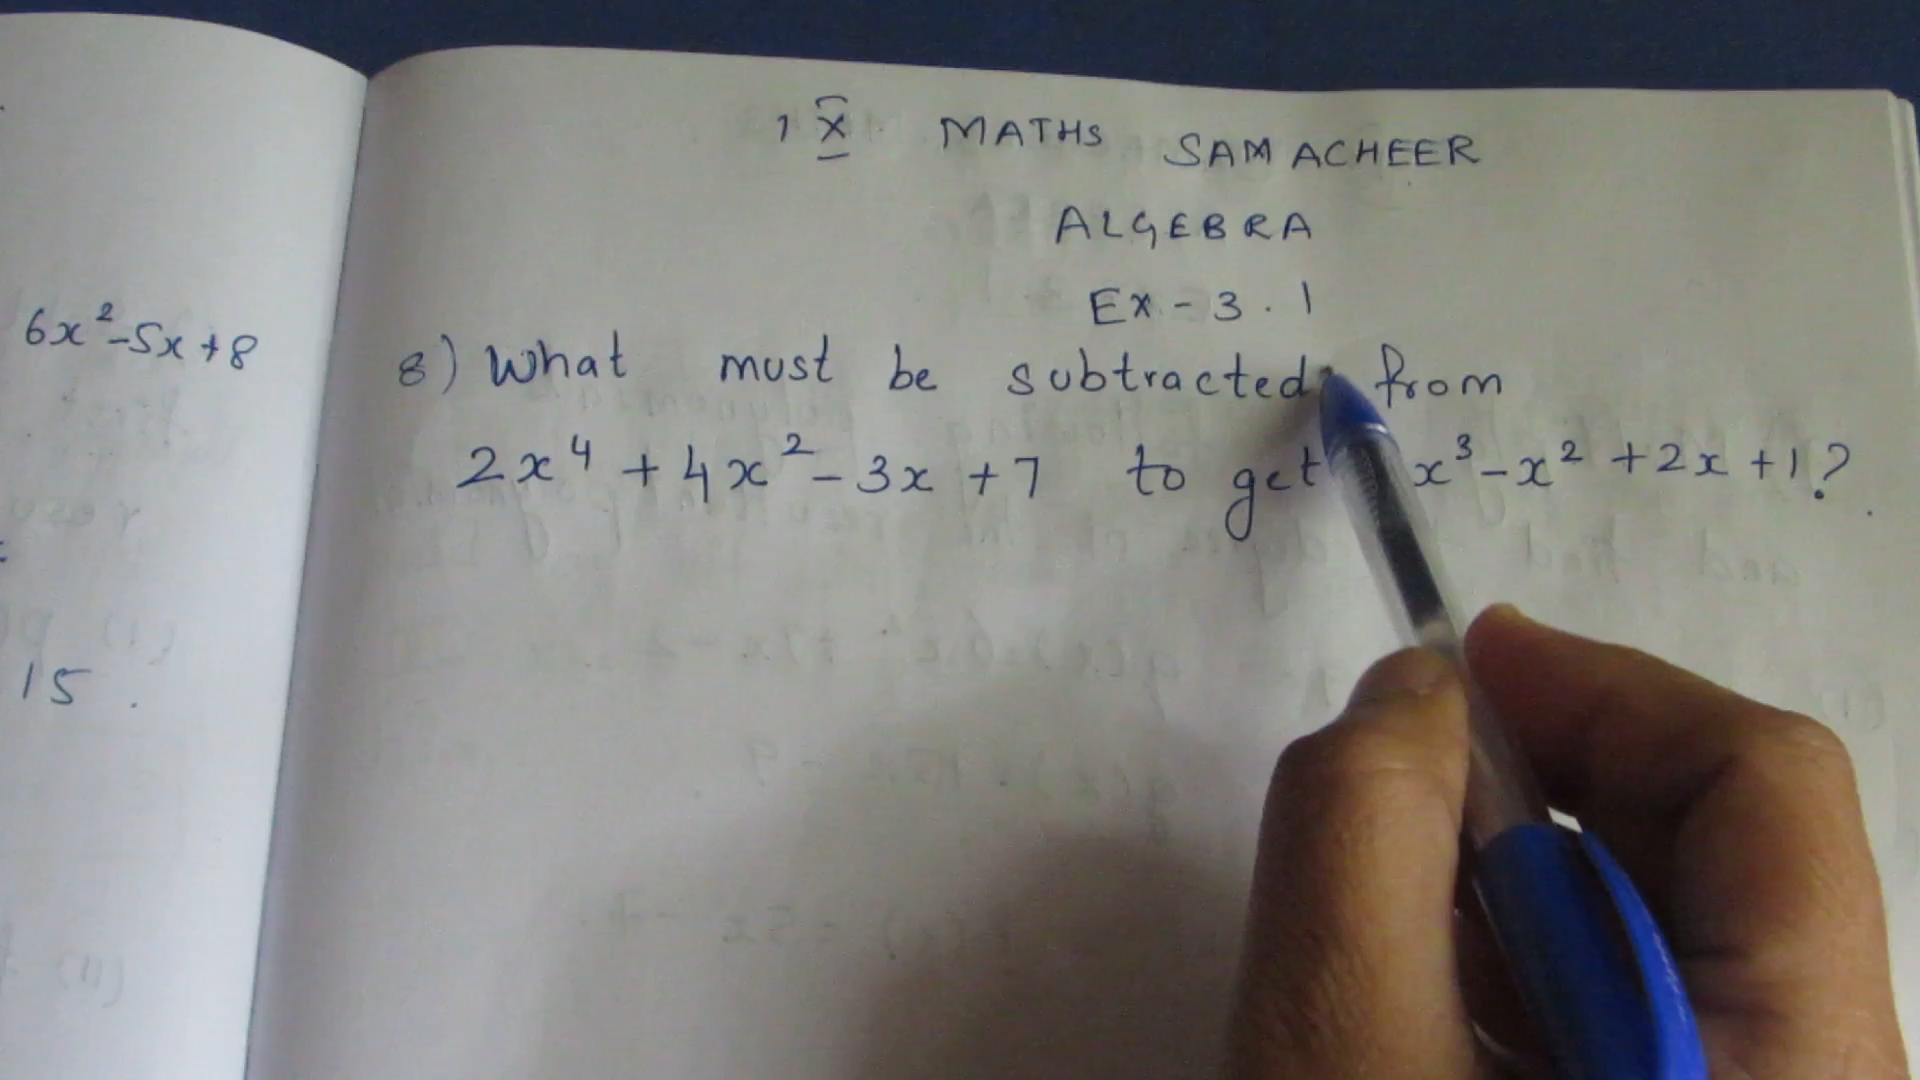 6x²-5x+8
15.
IX MATHS SAMACHEER
ALGEBRA
Ex-3.1
8) What must be subtracted from
2x⁴+4x²-3x+7 to get x³-x²+2x+1?